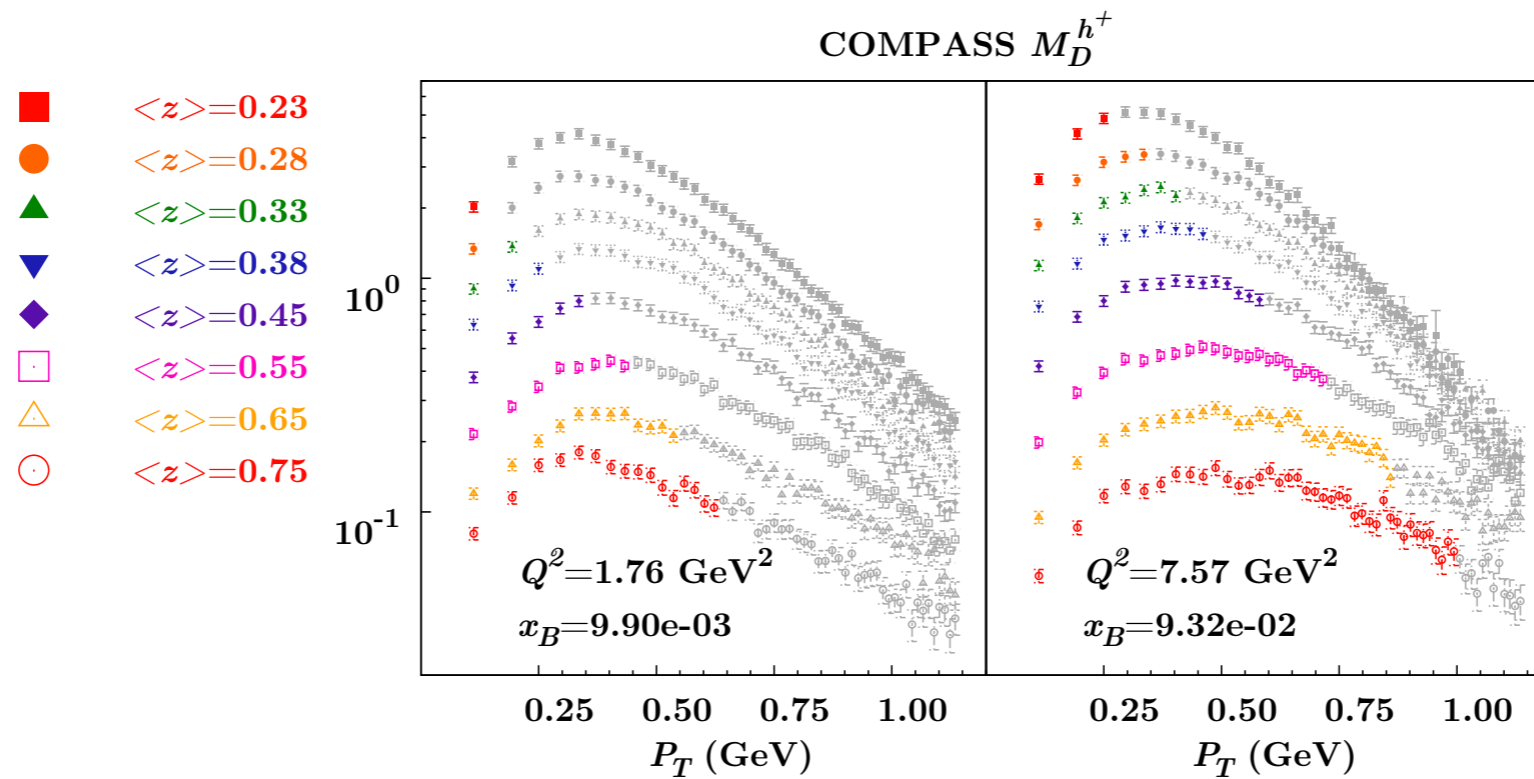 COMPASS $M_D^{h^+}$
<z>=0.23
<z>=0.28
<z>=0.33
<z>=0.38
<z>=0.45
<z>=0.55
<z>=0.65
<z>=0.75
10^0
10^-1
Q^2=1.76 GeV^2
x_B=9.90e-03
0.25 0.50 0.75 1.00
P_T (GeV)
Q^2=7.57 GeV^2
x_B=9.32e-02
0.25 0.50 0.75 1.00
P_T (GeV)